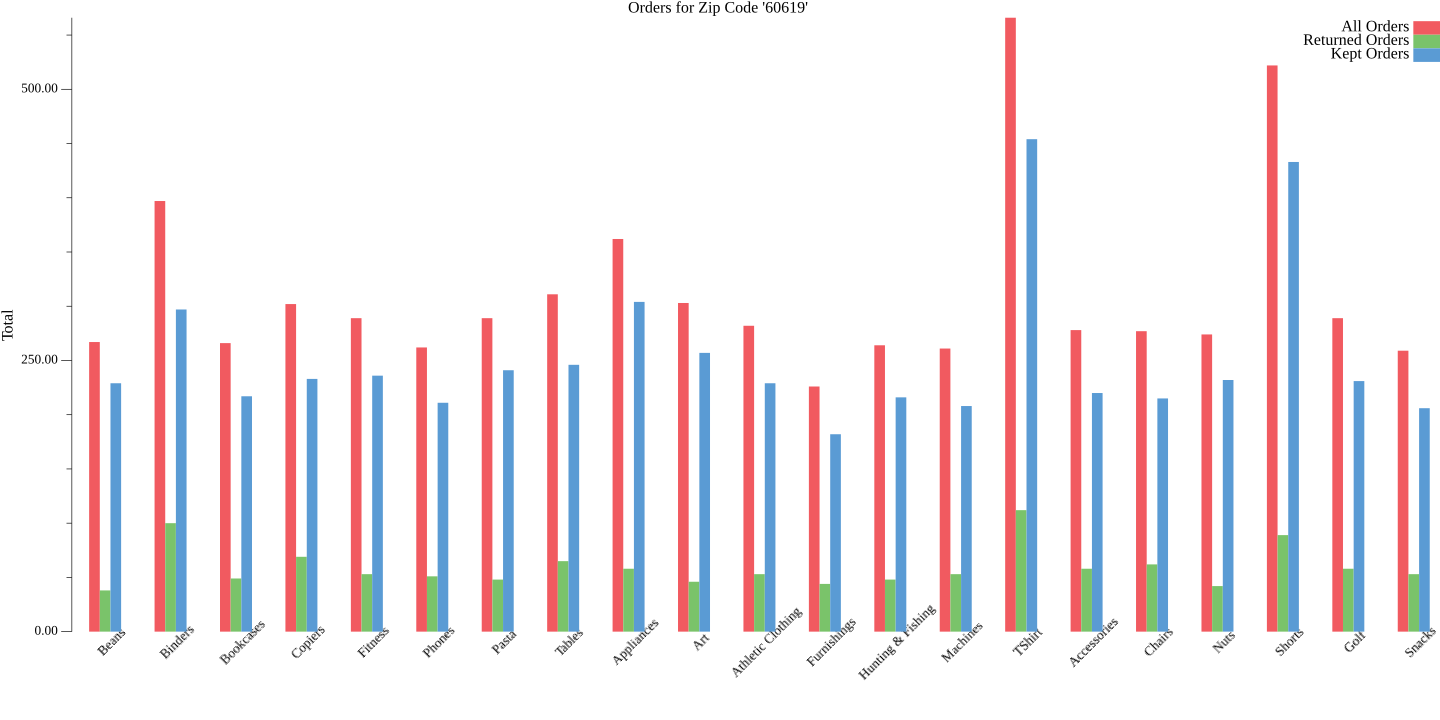 Orders for Zip Code '60619'
All Orders
Returned Orders
Kept Orders
500.00
250.00
0.00
Total
Beans
Binders
Bookcases
Copiers
Fitness
Phones
Pasta
Tables
Appliances
Art
Athletic Clothing
Furnishings
Hunting & Fishing
Machines
TShirt
Accessories
Chairs
Nuts
Shorts
Golf
Snacks